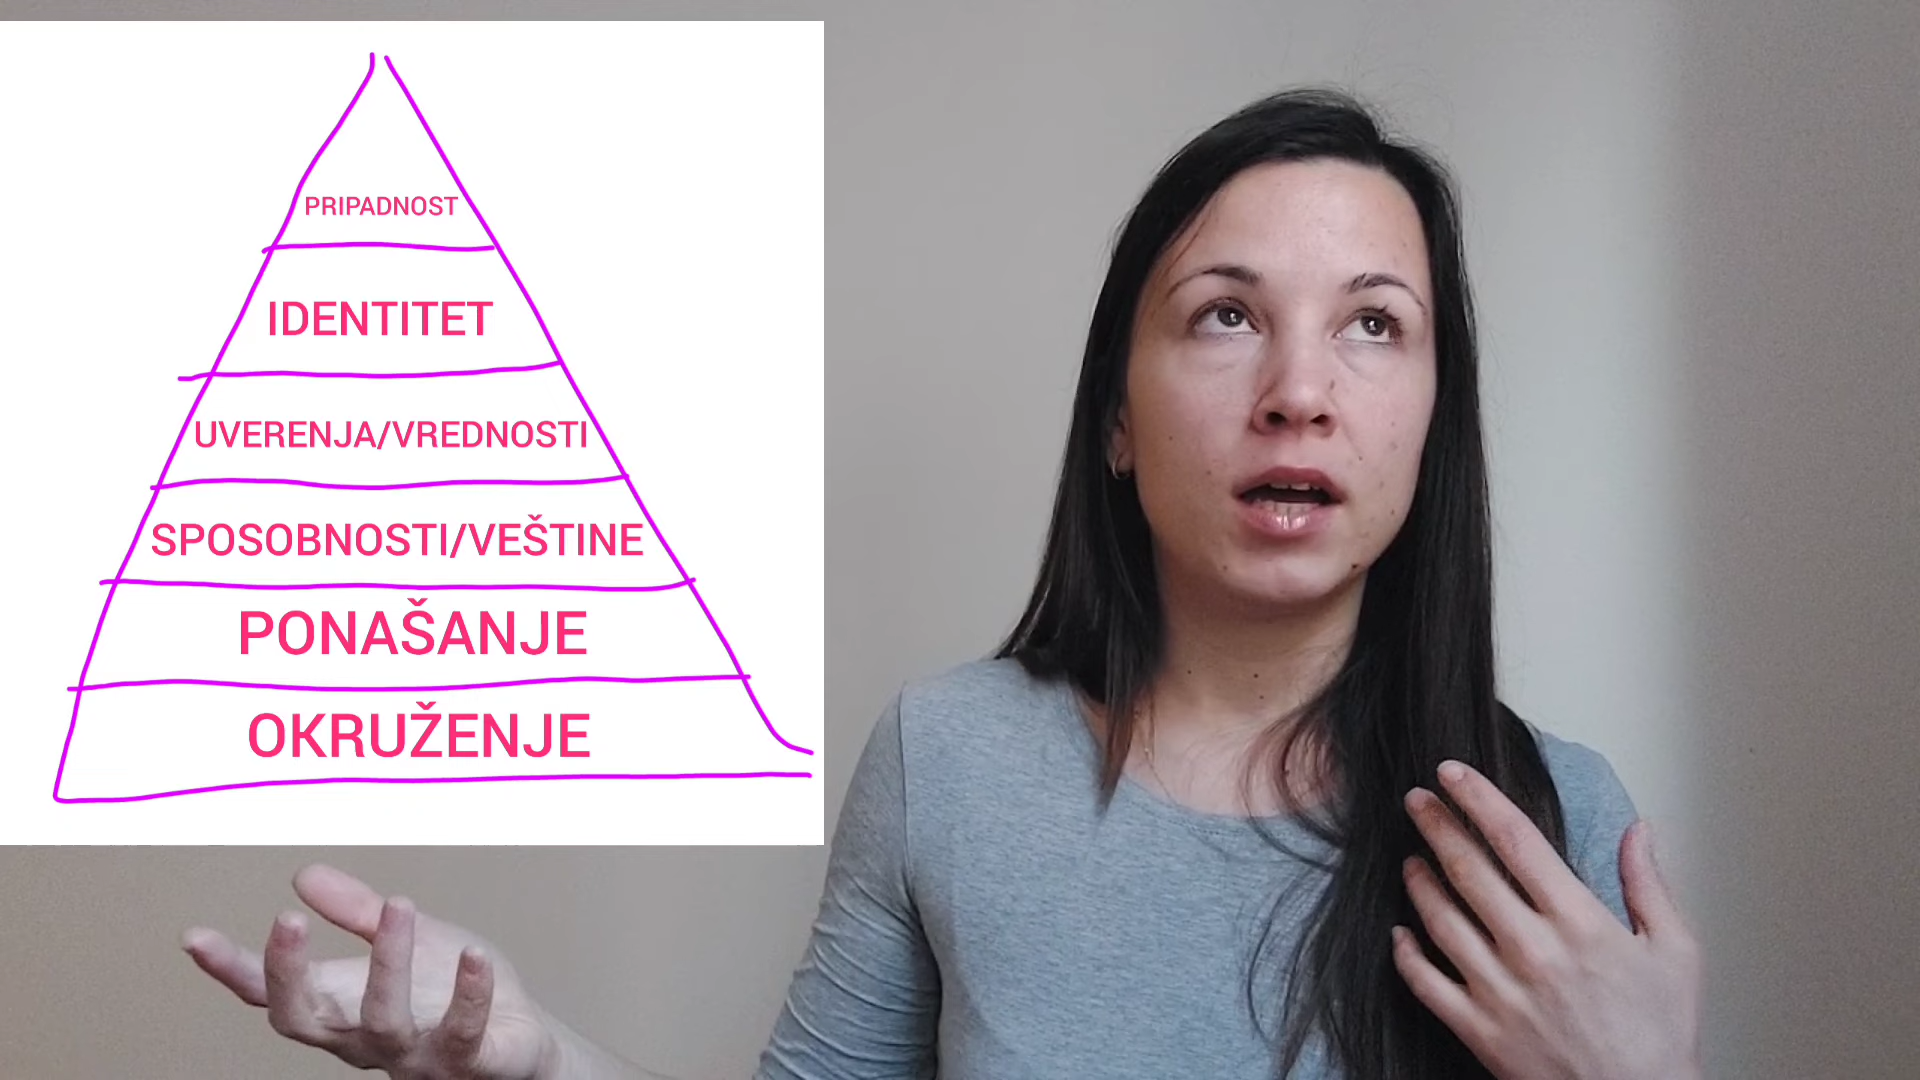 PRIPADNOST
IDENTITET
UVERENJA/VREDNOSTI
SPOSOBNOSTI/VEŠTINE
PONAŠANJE
OKRUŽENJE